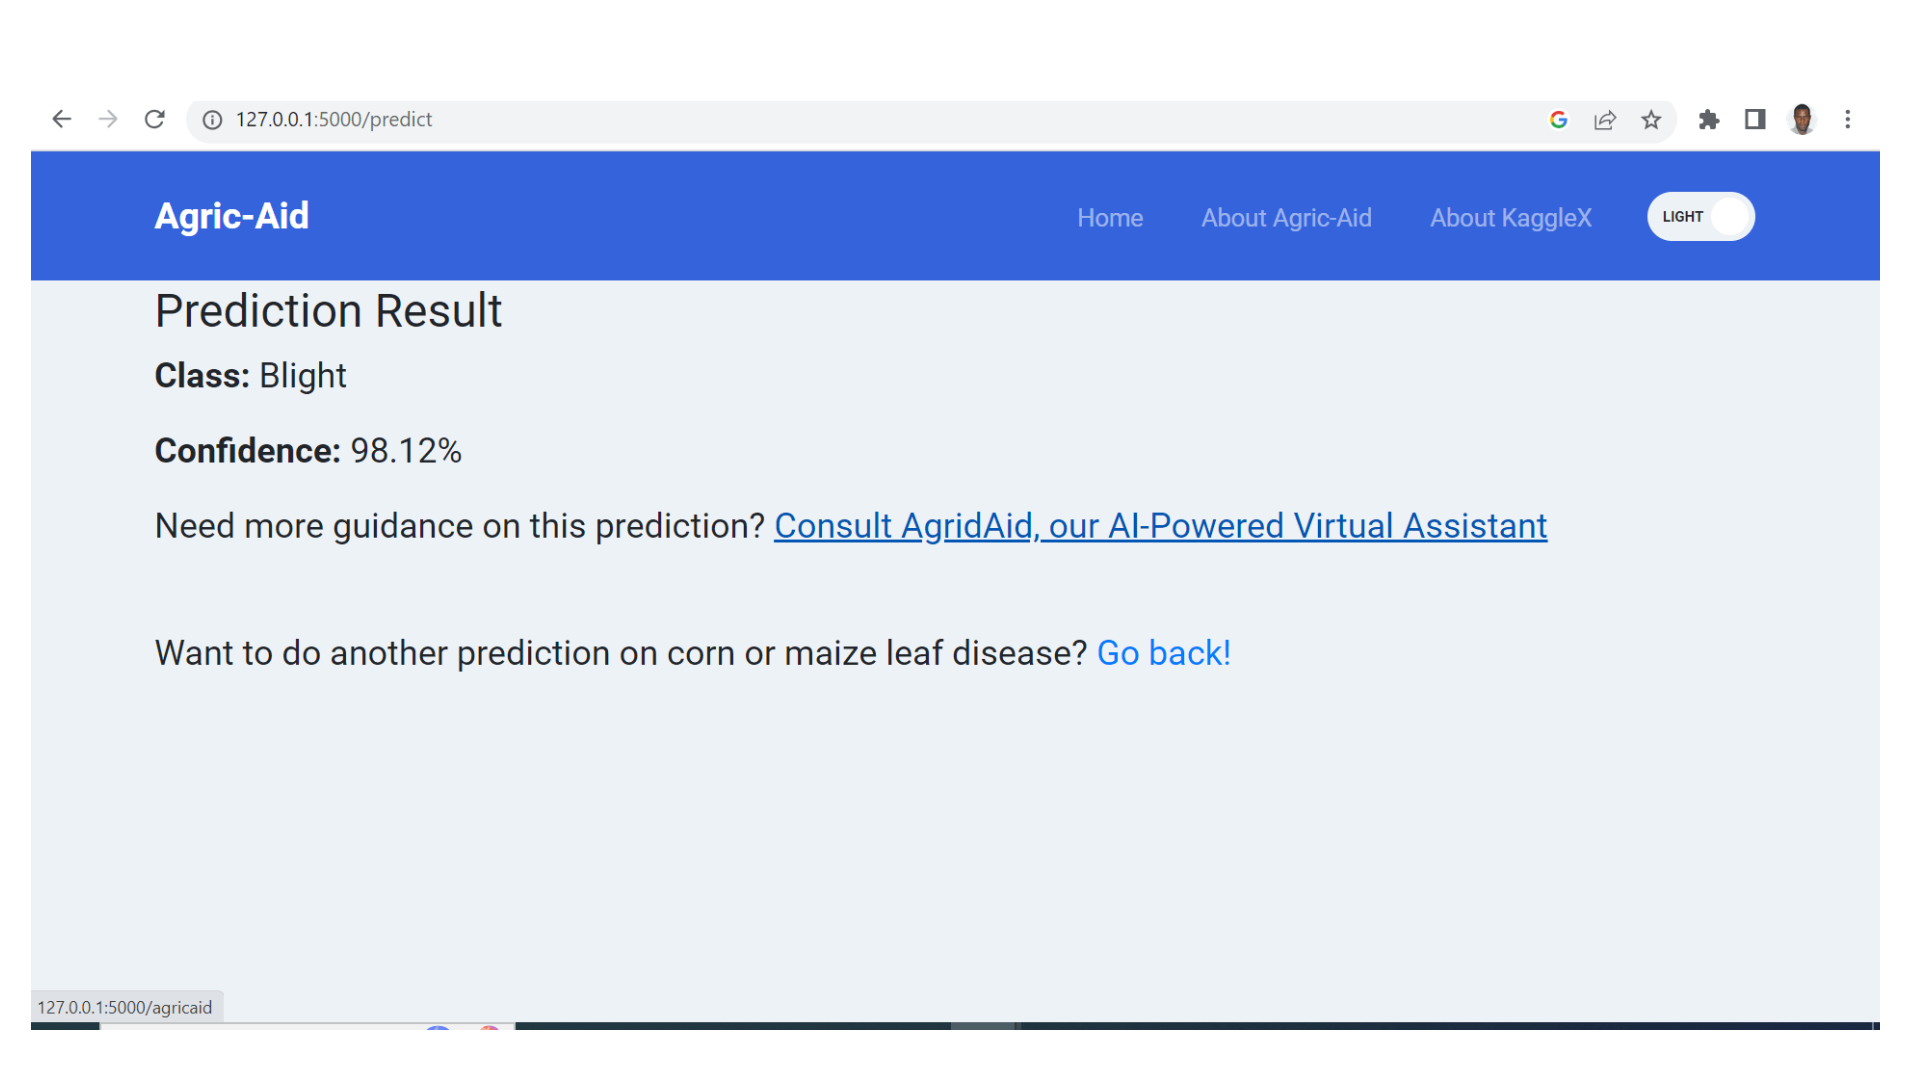 127.0.0.1:5000/predict
Agric-Aid
Home
About Agric-Aid
About KaggleX
LIGHT
Prediction Result
Class: Blight
Confidence: 98.12%
Need more guidance on this prediction? Consult AgridAid, our AI-Powered Virtual Assistant
Want to do another prediction on corn or maize leaf disease? Go back!
127.0.0.1:5000/agricaid